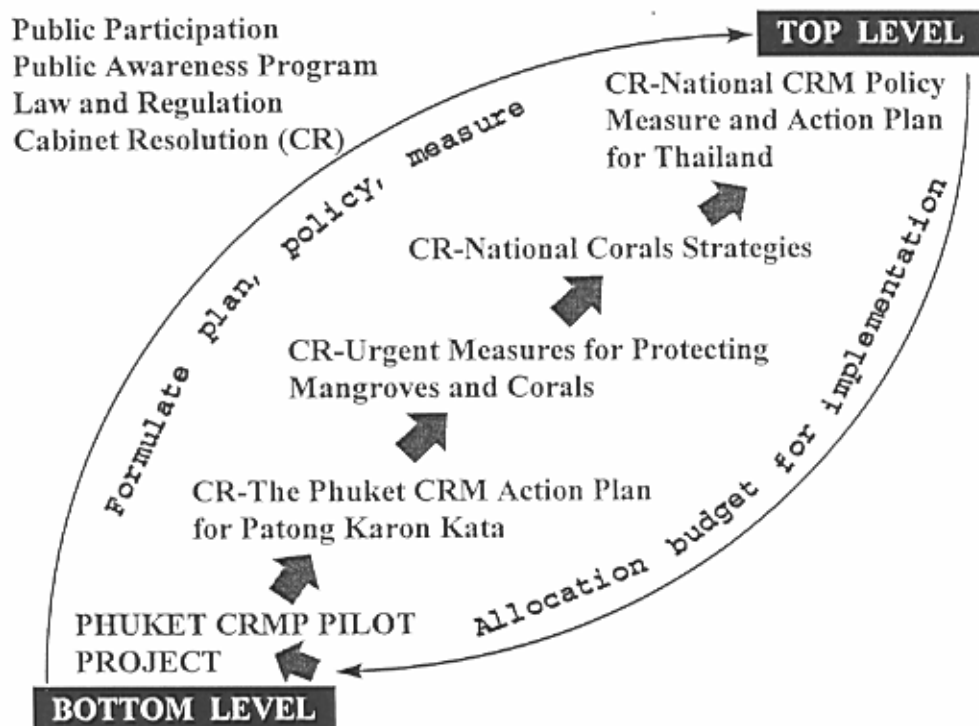 Public Participation
Public Awareness Program
Law and Regulation
Cabinet Resolution (CR)
TOP LEVEL
CR-National CRM Policy
Measure and Action Plan
for Thailand
Formulate plan, policy, measure
CR-National Corals Strategies
CR-Urgent Measures for Protecting
Mangroves and Corals
Allocation budget for implementation
CR-The Phuket CRM Action Plan
for Patong Karon Kata
PHUKET CRMP PILOT
PROJECT
BOTTOM LEVEL